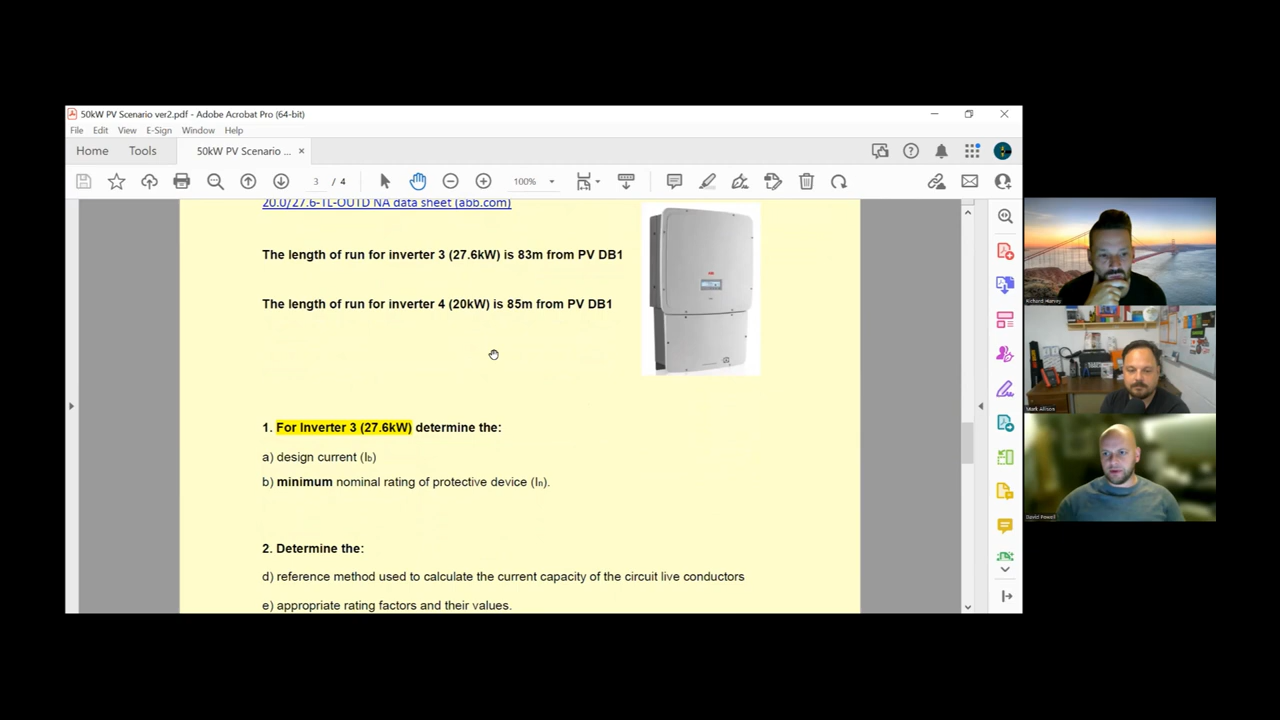 50kW PV Scenario ver2.pdf - Adobe Acrobat Pro (64-bit)
File Edit View E-Sign Window Help
Home Tools 50kW PV Scenario ... ×
3 / 4 100%
20.0/27.6-TL-OUTD NA data sheet (abb.com)
The length of run for inverter 3 (27.6kW) is 83m from PV DB1
The length of run for inverter 4 (20kW) is 85m from PV DB1
1. For Inverter 3 (27.6kW) determine the:
a) design current (Ib)
b) minimum nominal rating of protective device (In).
2. Determine the:
d) reference method used to calculate the current capacity of the circuit live conductors
e) appropriate rating factors and their values.
Mark Allison
David Powell